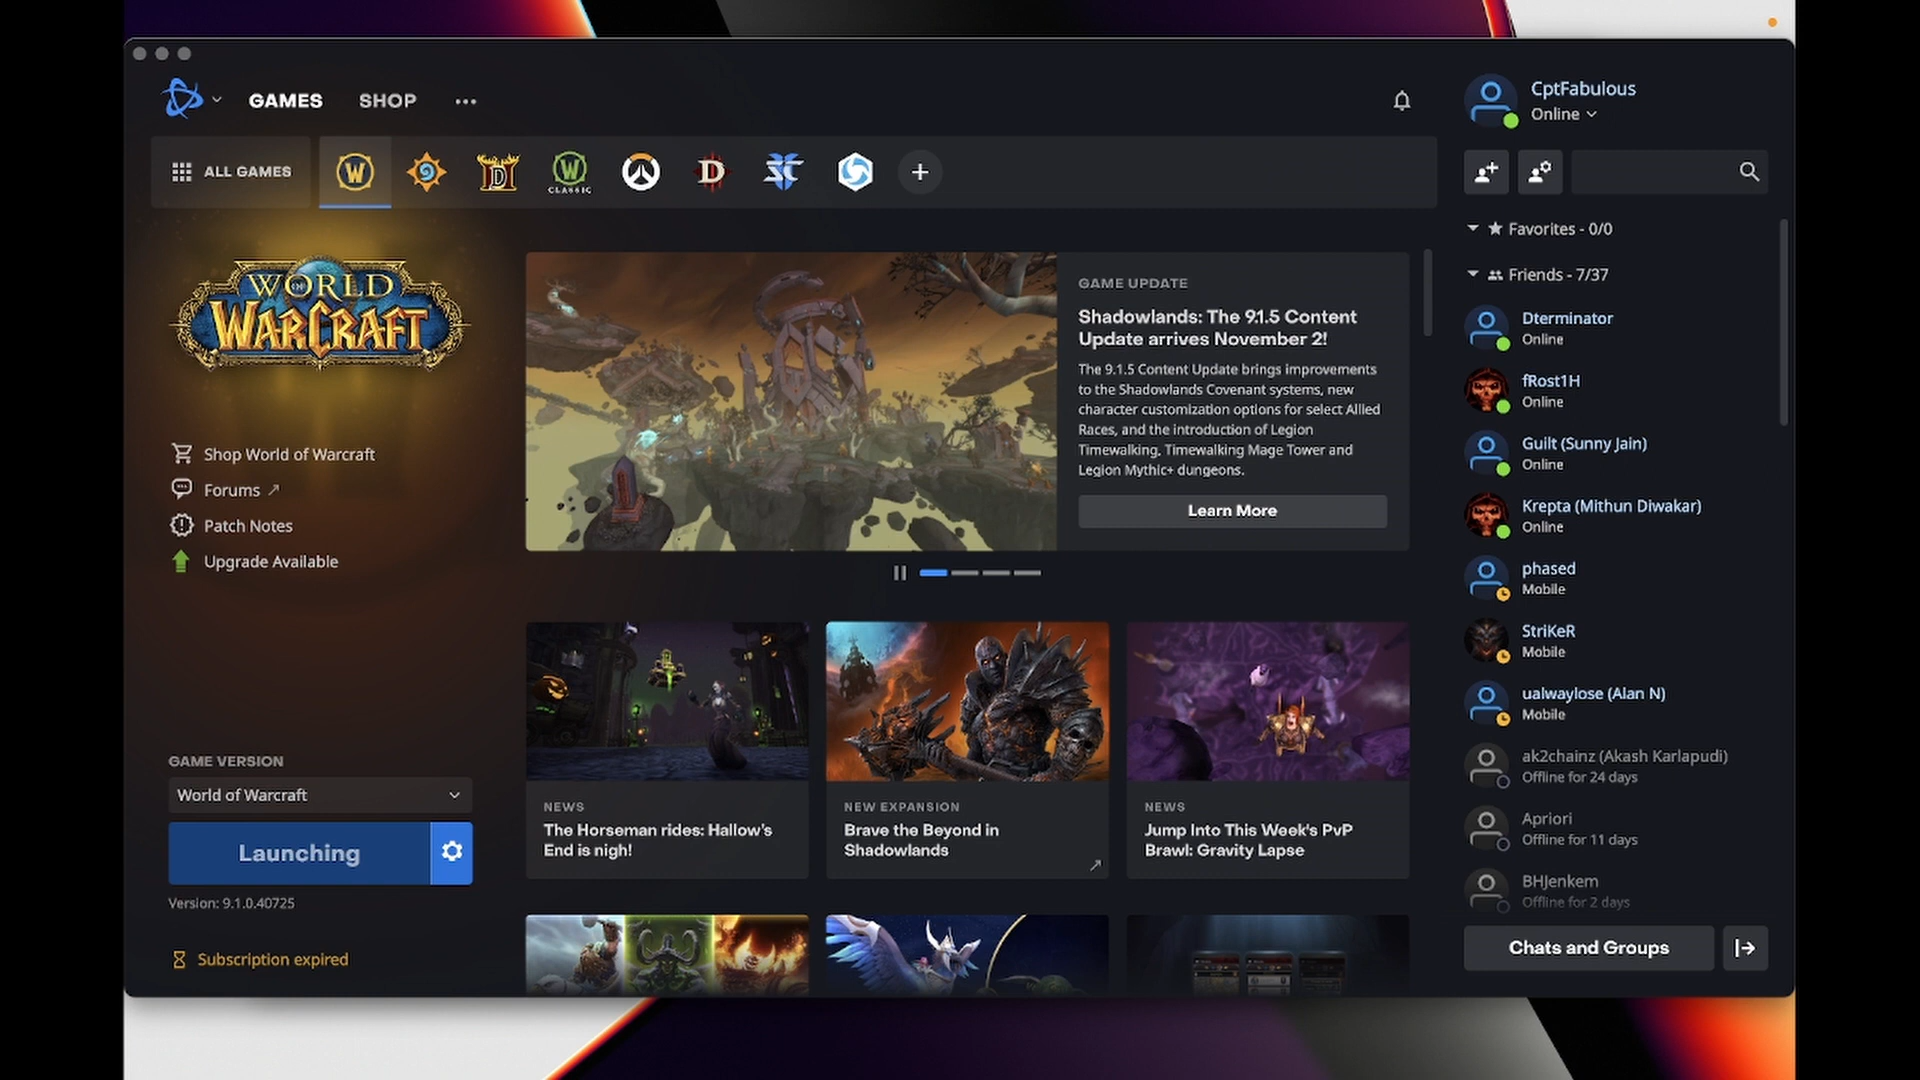 GAMES
SHOP
ALL GAMES
W
D
W
CLASSIC
D
CptFabulous
Online
Favorites - 0/0
Friends - 7/37
Dterminator
Online
fRost1H
Online
Guilt (Sunny Jain)
Online
Krepta (Mithun Diwakar)
Online
phased
Mobile
StriKeR
Mobile
ualwaylose (Alan N)
Mobile
ak2chainz (Akash Karlapudi)
Offline for 24 days
Apriori
Offline for 11 days
BHJenkem
Offline for 2 days
Chats and Groups
WORLD
OF
WARCRAFT
Shop World of Warcraft
Forums
Patch Notes
Upgrade Available
GAME VERSION
World of Warcraft
Launching
Version: 9.1.0.40725
Subscription expired
GAME UPDATE
Shadowlands: The 9.1.5 Content
Update arrives November 2!
The 9.1.5 Content Update brings improvements
to the Shadowlands Covenant systems, new
character customization options for select Allied
Races, and the introduction of Legion
Timewalking, Timewalking Mage Tower and
Legion Mythic+ dungeons.
Learn More
NEWS
The Horseman rides: Hallow's
End is nigh!
NEW EXPANSION
Brave the Beyond in
Shadowlands
NEWS
Jump Into This Week's PvP
Brawl: Gravity Lapse